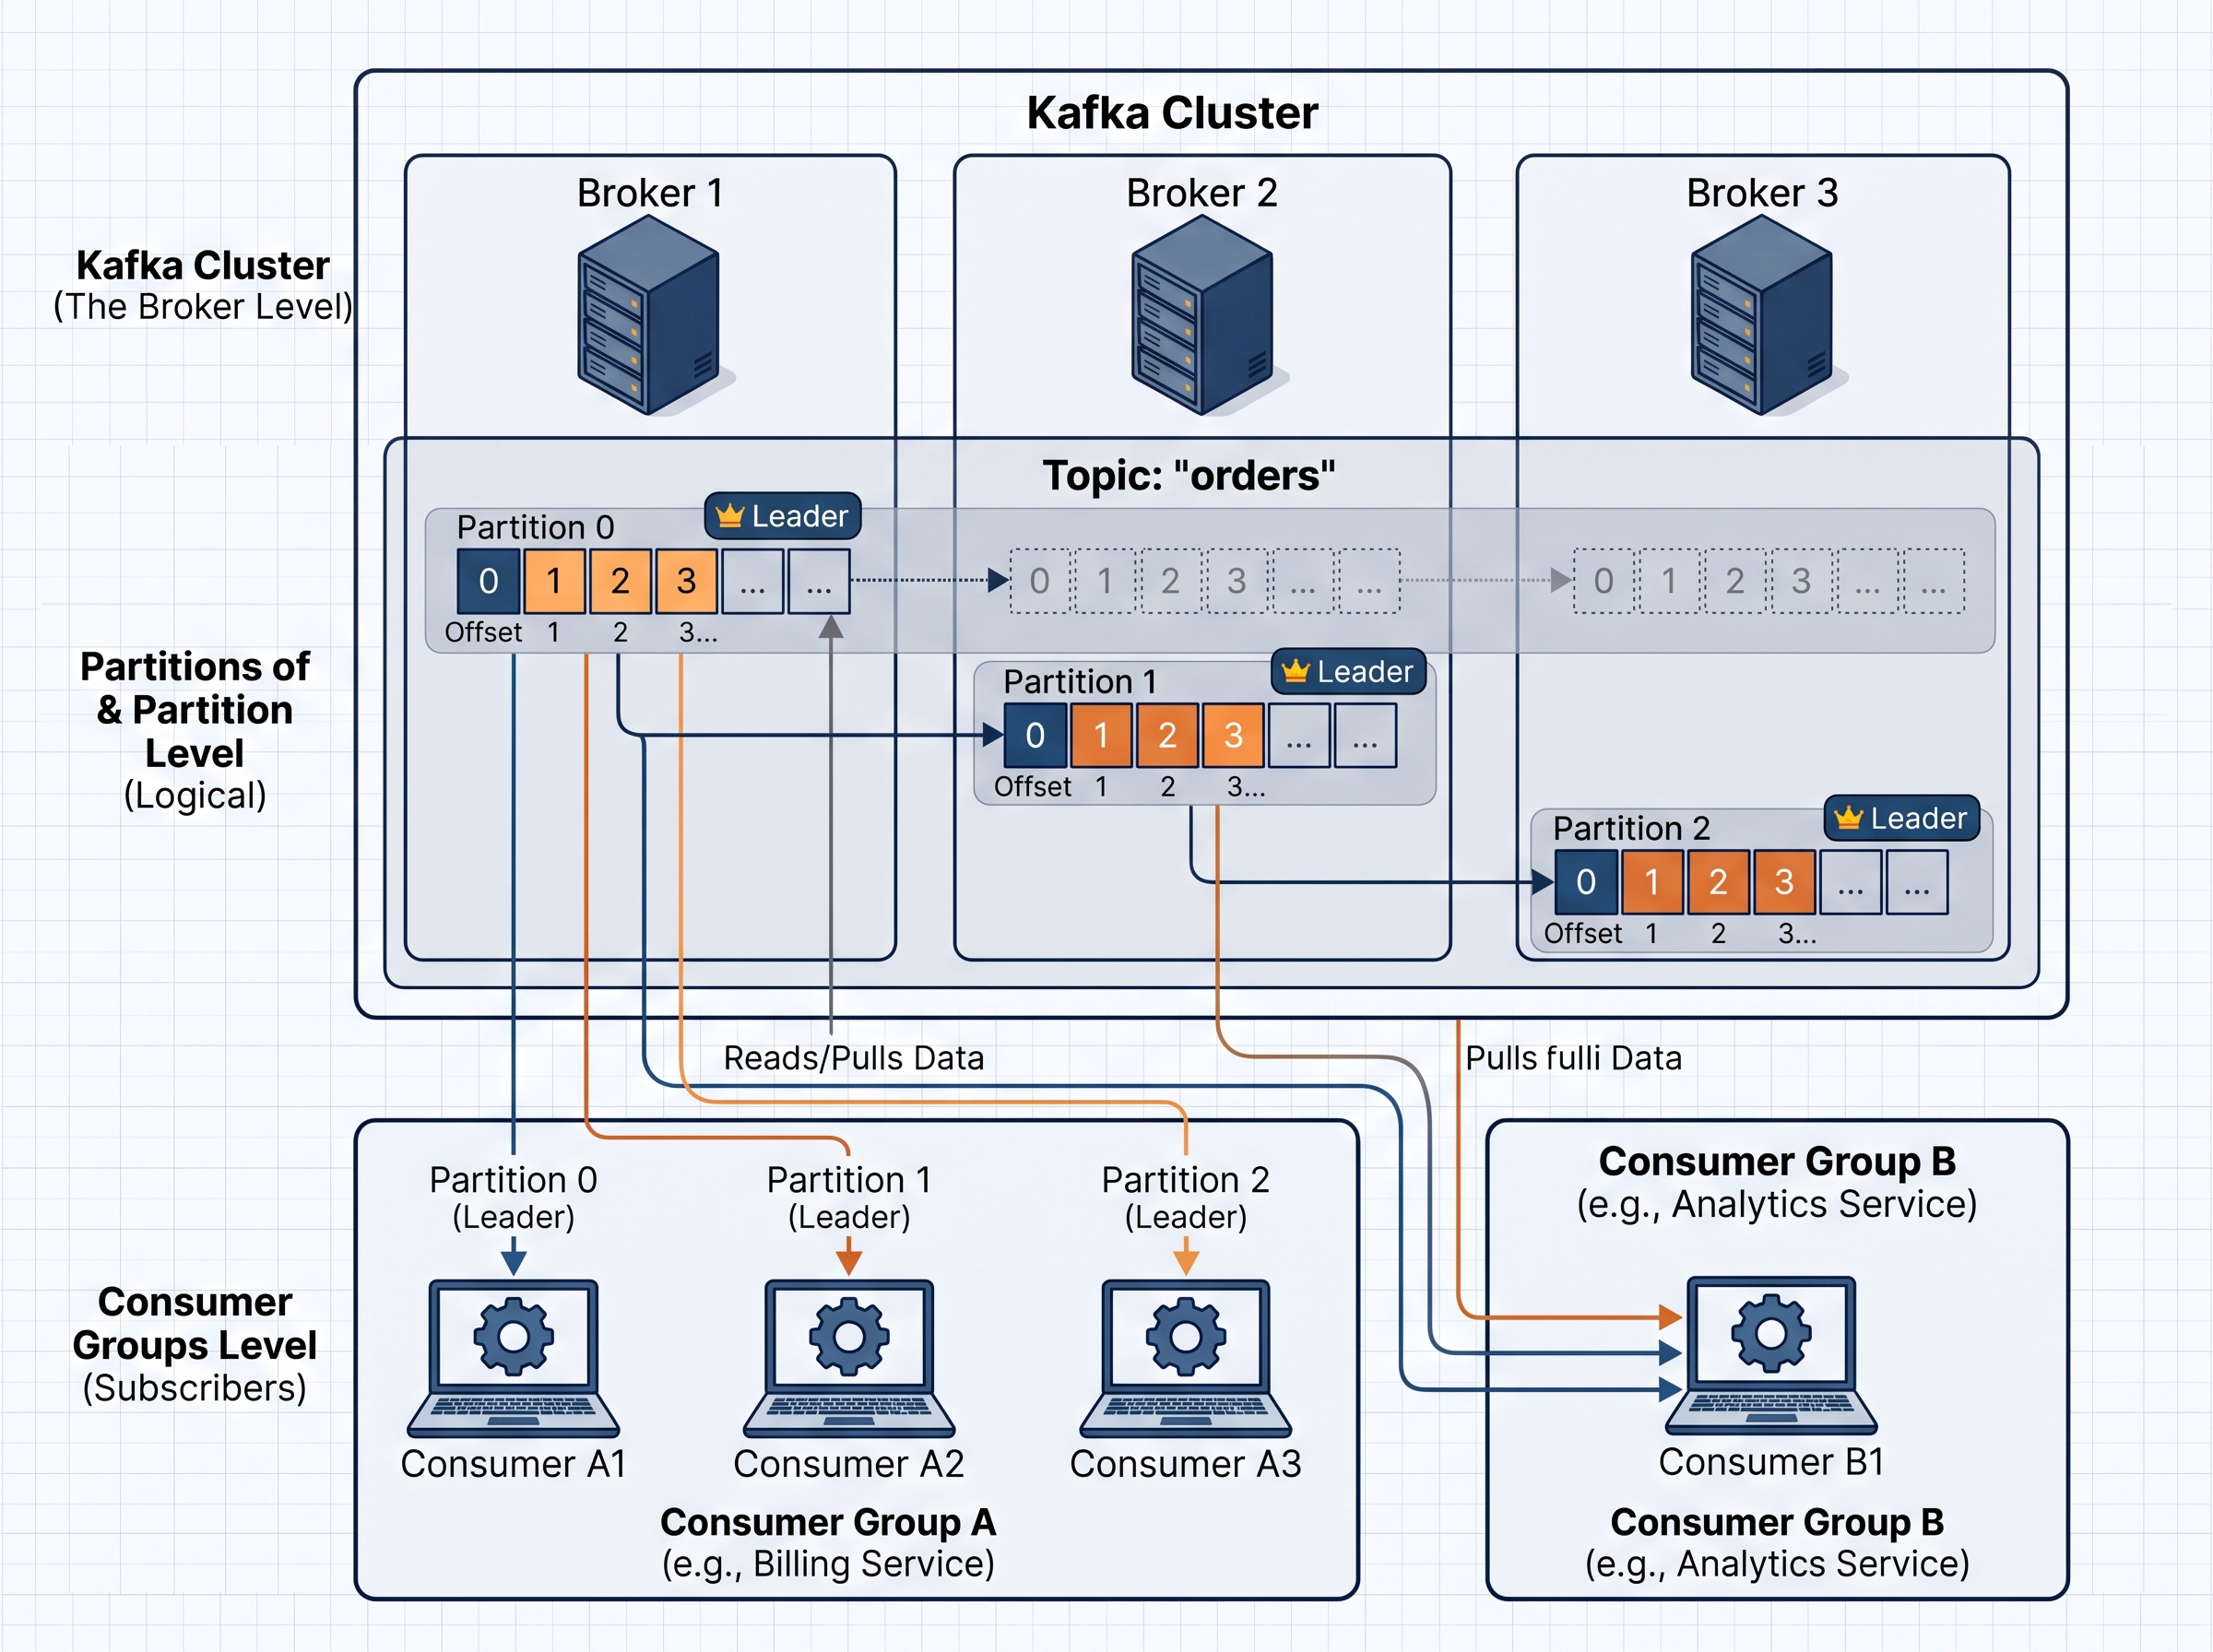 Kafka Cluster
Broker 1
Broker 2
Broker 3
Kafka Cluster
(The Broker Level)
Topic: "orders"
Partition 0
Leader
0 1 2 3 ... ...
0 1 2 3 ... ...
0 1 2 3 ... ...
Offset 1 2 3...
Partitions of
& Partition
Level
(Logical)
Partition 1
Leader
0 1 2 3 ... ...
Offset 1 2 3...
Partition 2
Leader
0 1 2 3 ... ...
Offset 1 2 3...
Reads/Pulls Data
Pulls fulli Data
Consumer
Groups Level
(Subscribers)
Partition 0
(Leader)
Partition 1
(Leader)
Partition 2
(Leader)
Consumer A1
Consumer A2
Consumer A3
Consumer Group A
(e.g., Billing Service)
Consumer Group B
(e.g., Analytics Service)
Consumer B1
Consumer Group B
(e.g., Analytics Service)